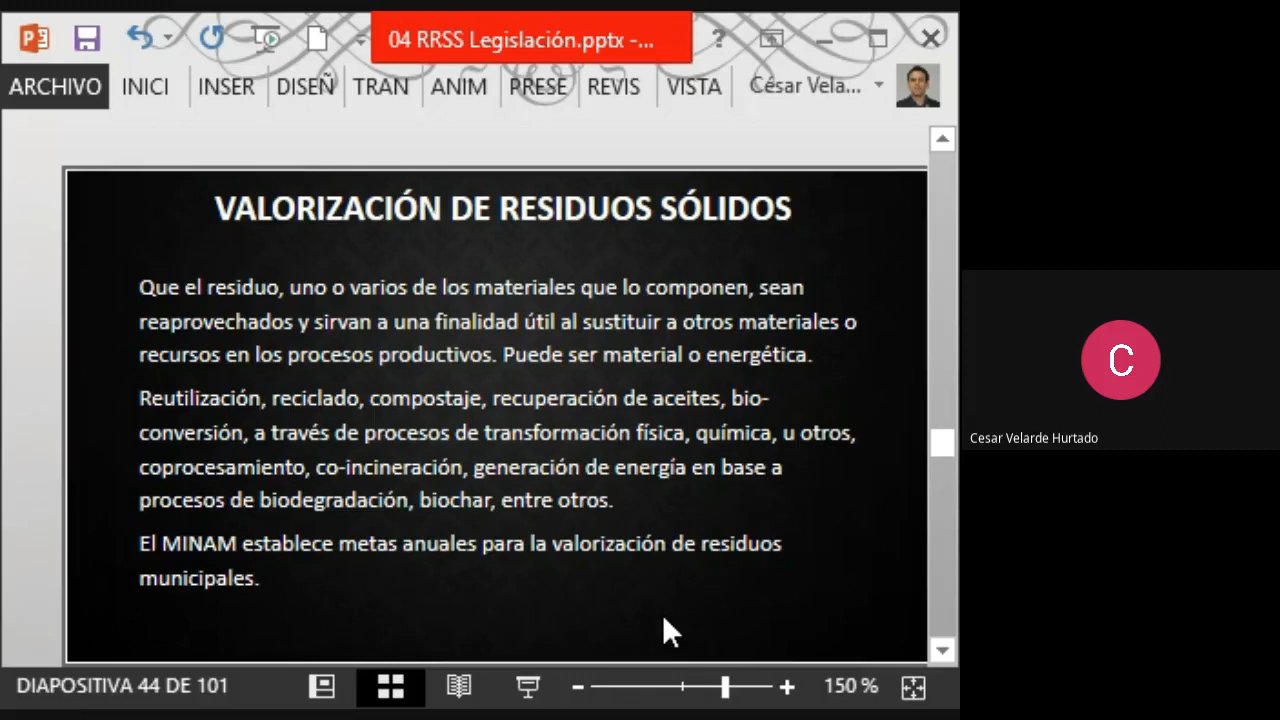 04 RRSS Legislación.pptx -...
?
ARCHIVO INICI INSER DISEÑ TRAN ANIM PRESE REVIS VISTA César Vela...
VALORIZACIÓN DE RESIDUOS SÓLIDOS
Que el residuo, uno o varios de los materiales que lo componen, sean
reaprovechados y sirvan a una finalidad útil al sustituir a otros materiales o
recursos en los procesos productivos. Puede ser material o energética.
Reutilización, reciclado, compostaje, recuperación de aceites, bio-
conversión, a través de procesos de transformación física, química, u otros,
coprocesamiento, co-incineración, generación de energía en base a
procesos de biodegradación, biochar, entre otros.
El MINAM establece metas anuales para la valorización de residuos
municipales.
DIAPOSITIVA 44 DE 101
150 %
C
Cesar Velarde Hurtado